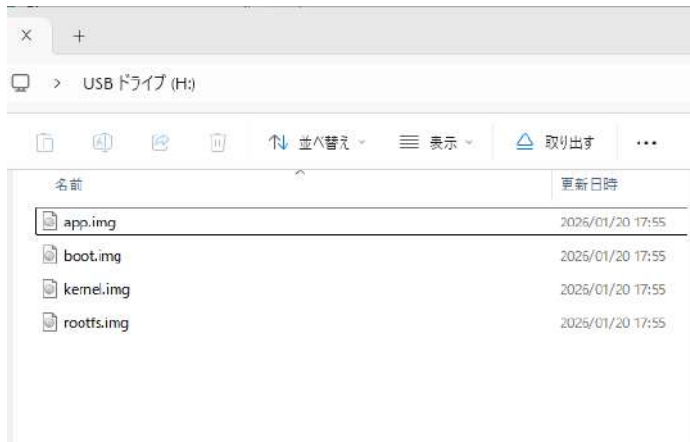 USB ドライブ (H:)
並べ替え 表示 取り出す
名前 更新日時
app.img 2026/01/20 17:55
boot.img 2026/01/20 17:55
kernel.img 2026/01/20 17:55
rootfs.img 2026/01/20 17:55